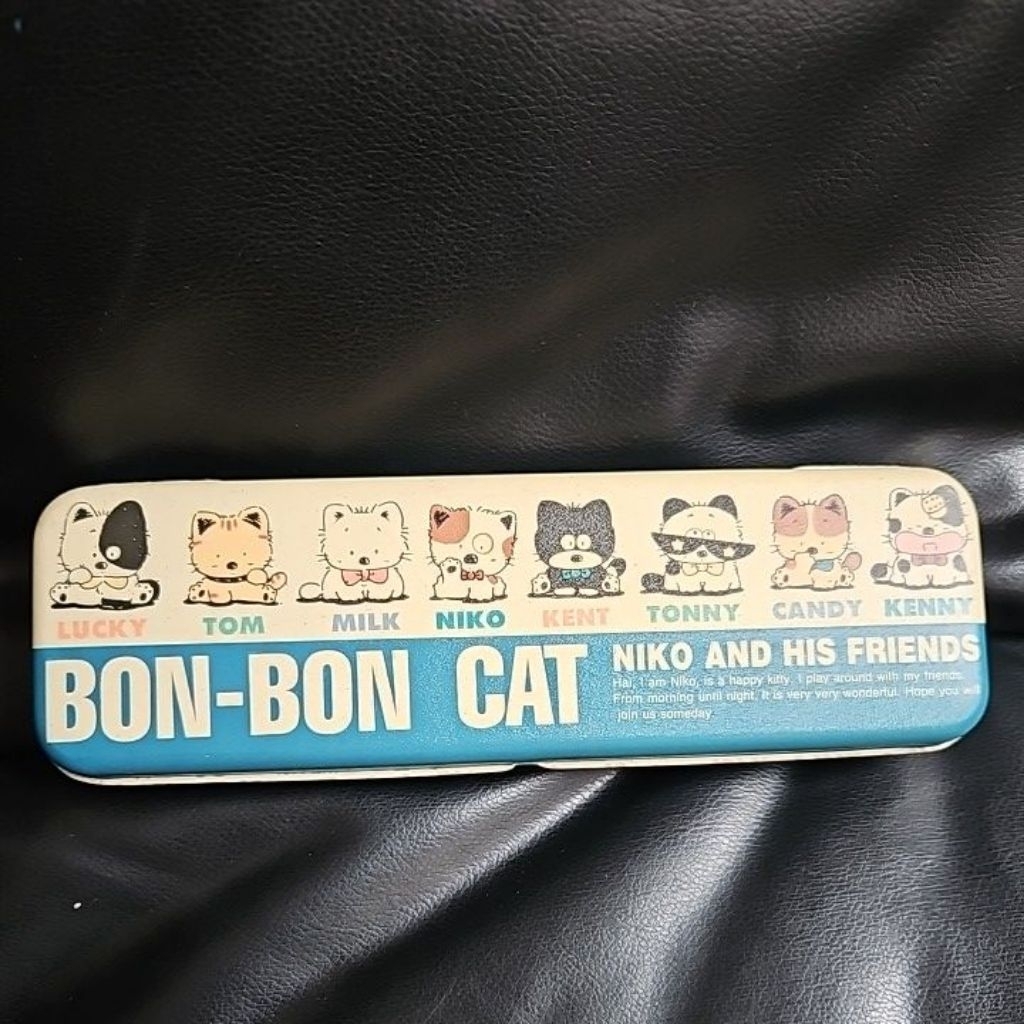 LUCKY TOM MILK NIKO KENT TONNY CANDY KENNY
BON-BON CAT
NIKO AND HIS FRIENDS
Hai, I am Niko, is a happy kitty. I play around with my friends.
From morning until night. It is very very wonderful. Hope you will
join us someday.